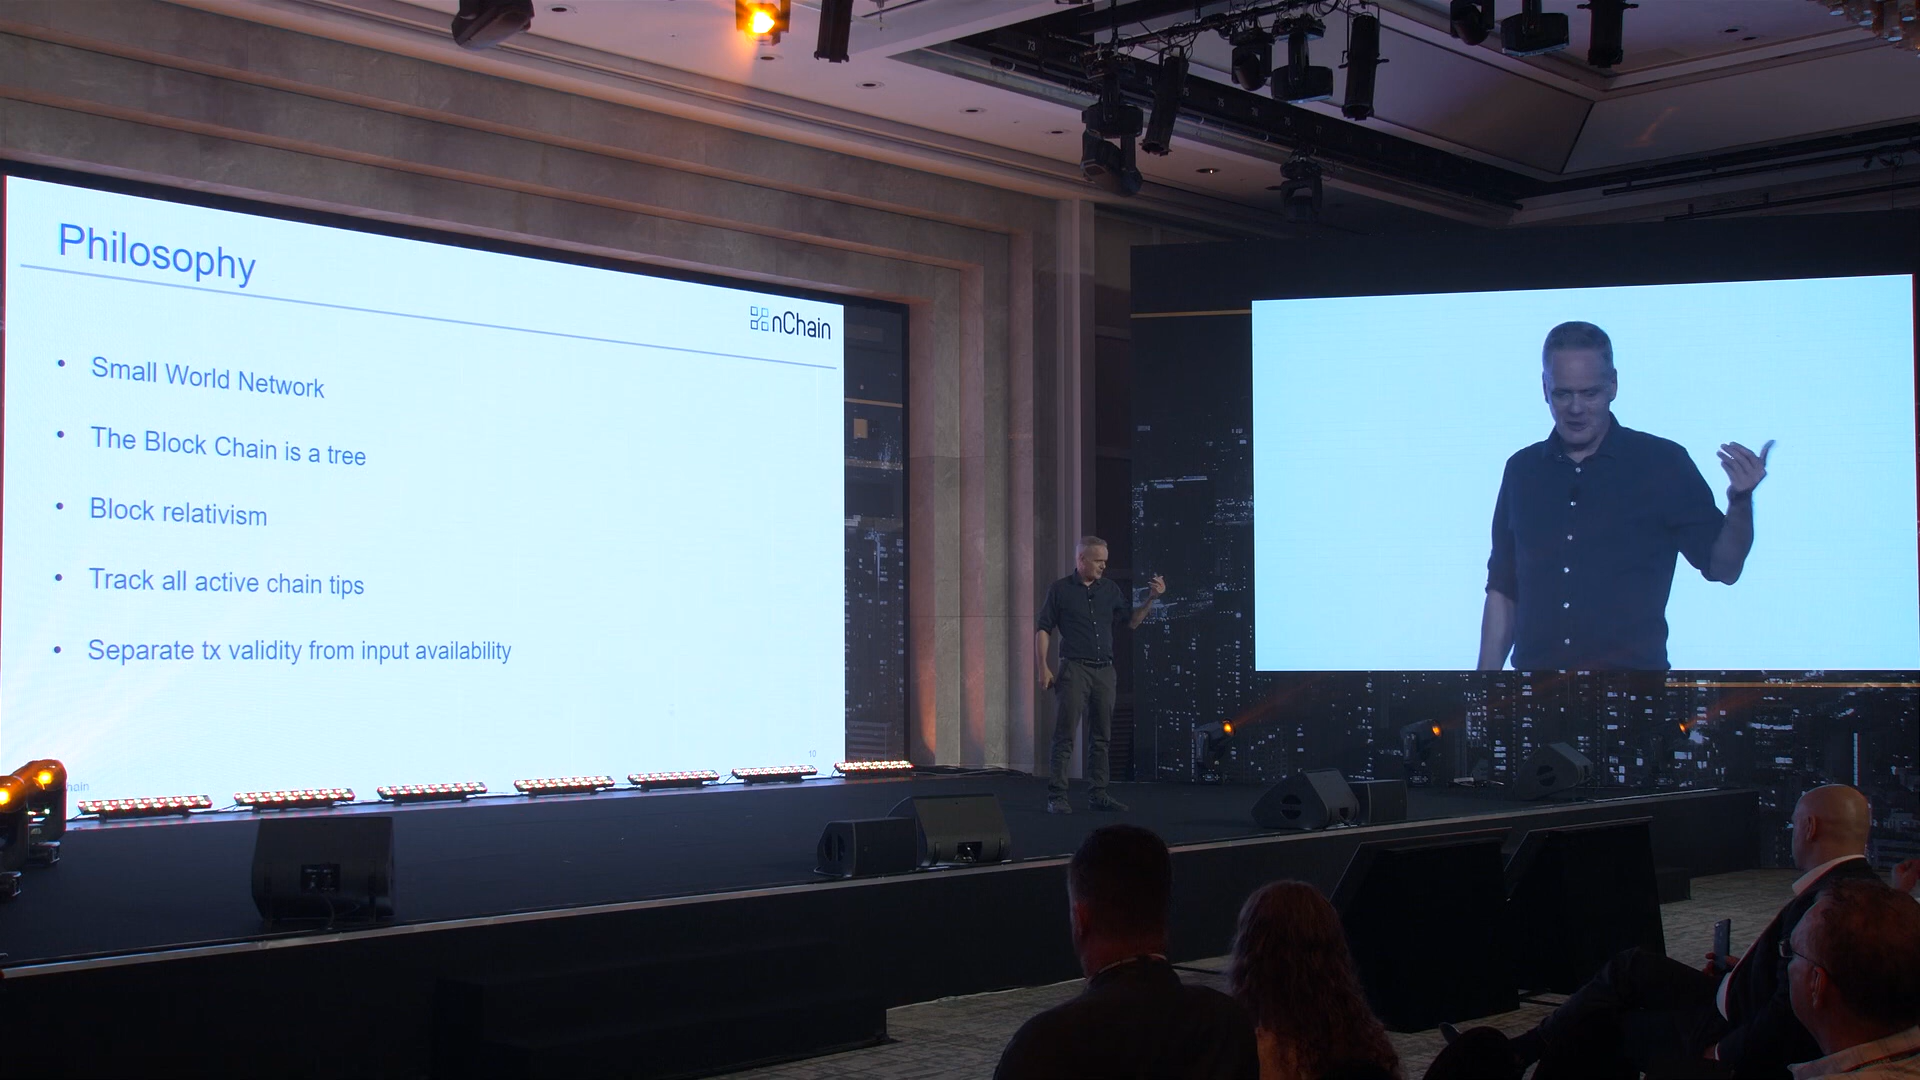 Philosophy
nChain
• Small World Network
• The Block Chain is a tree
• Block relativism
• Track all active chain tips
• Separate tx validity from input availability
10